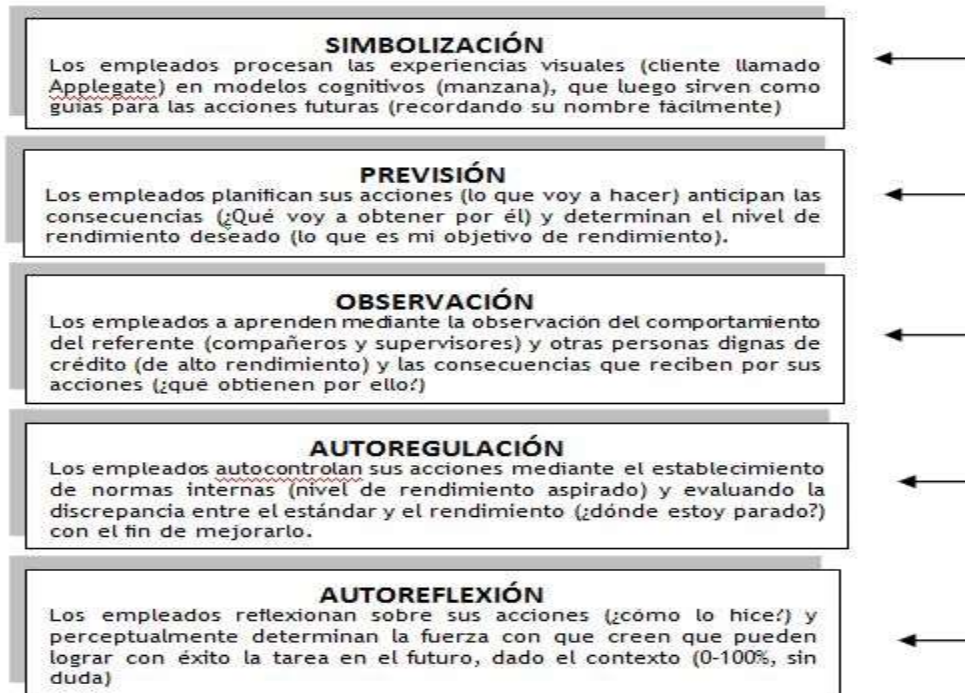 SIMBOLIZACIÓN
Los empleados procesan las experiencias visuales (cliente llamado
Applegate) en modelos cognitivos (manzana), que luego sirven como
guías para las acciones futuras (recordando su nombre fácilmente)
PREVISIÓN
Los empleados planifican sus acciones (lo que voy a hacer) anticipan las
consecuencias (¿Qué voy a obtener por él) y determinan el nivel de
rendimiento deseado (lo que es mi objetivo de rendimiento).
OBSERVACIÓN
Los empleados a aprenden mediante la observación del comportamiento
del referente (compañeros y supervisores) y otras personas dignas de
crédito (de alto rendimiento) y las consecuencias que reciben por sus
acciones (¿qué obtienen por ello?)
AUTOREGULACIÓN
Los empleados autocontrolan sus acciones mediante el establecimiento
de normas internas (nivel de rendimiento aspirado) y evaluando la
discrepancia entre el estándar y el rendimiento (¿dónde estoy parado?)
con el fin de mejorarlo.
AUTOREFLEXIÓN
Los empleados reflexionan sobre sus acciones (¿cómo lo hice?) y
perceptualmente determinan la fuerza con que creen que pueden
lograr con éxito la tarea en el futuro, dado el contexto (0-100%, sin
duda)